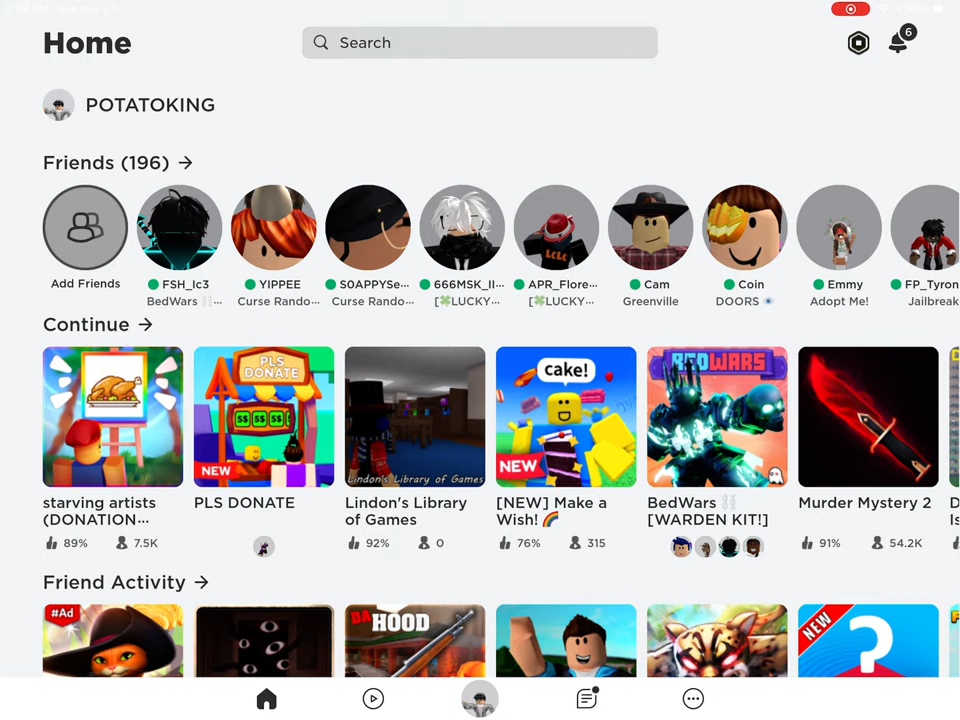 Home
Search
6
POTATOKING
Friends (196) →
Add Friends
FSH_Ic3
YIPPEE
SOAPPYSe···
666MSK_II···
APR_Flore···
Cam
Coin
Emmy
FP_Tyron
BedWars ⛓···
Curse Rando···
Curse Rando···
[🍀LUCKY···
[🍀LUCKY···
Greenville
DOORS 👁
Adopt Me!
Jailbreak
Continue →
PLS DONATE
5$ 5$ 5$
NEW
Lindon's Library of Games
cake!
NEW
BEDWARS
LCLC
starving artists (DONATION···
PLS DONATE
Lindon's Library of Games
[NEW] Make a Wish! 🌈
BedWars ⛓ [WARDEN KIT!]
Murder Mystery 2
89% 7.5K
92% 0
76% 315
91% 54.2K
Friend Activity →
#Ad
DA HOOD
NEW
?